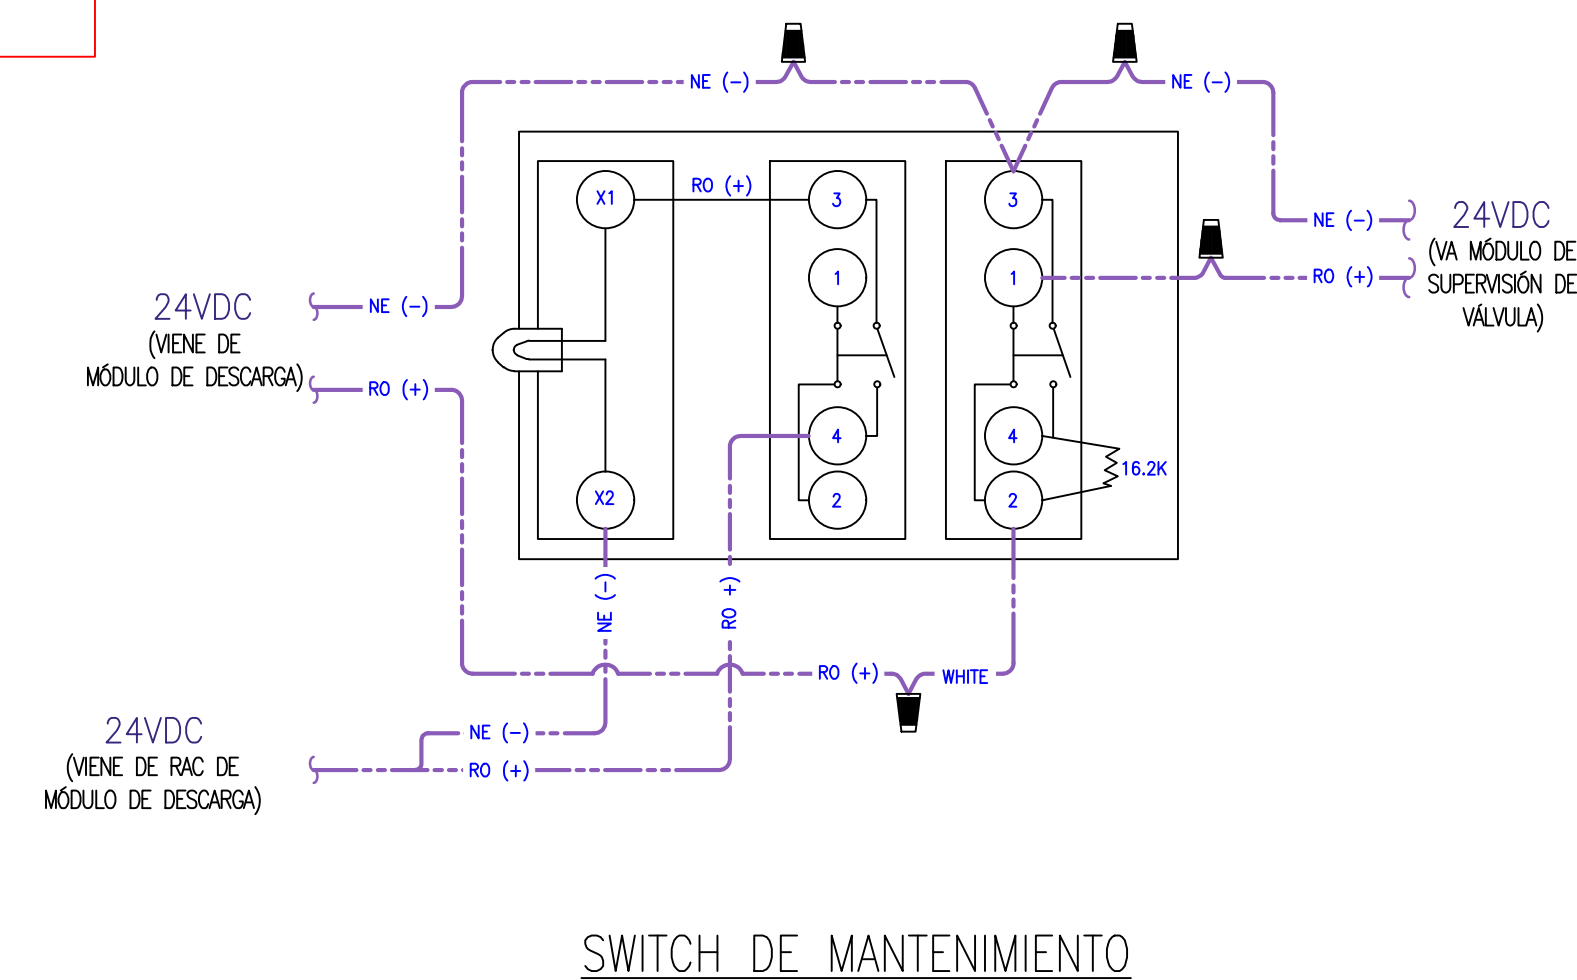 NE (-)
NE (-)
X1
RO (+)
3
3
NE (-)
24VDC
(VA MÓDULO DE
SUPERVISIÓN DE
VÁLVULA)
1
1
RO (+)
24VDC
(VIENE DE
MÓDULO DE DESCARGA)
NE (-)
RO (+)
4
4
16.2K
X2
2
2
NE (-)
RO +)
RO (+)
WHITE
24VDC
(VIENE DE RAC DE
MÓDULO DE DESCARGA)
NE (-)
RO (+)
SWITCH DE MANTENIMIENTO